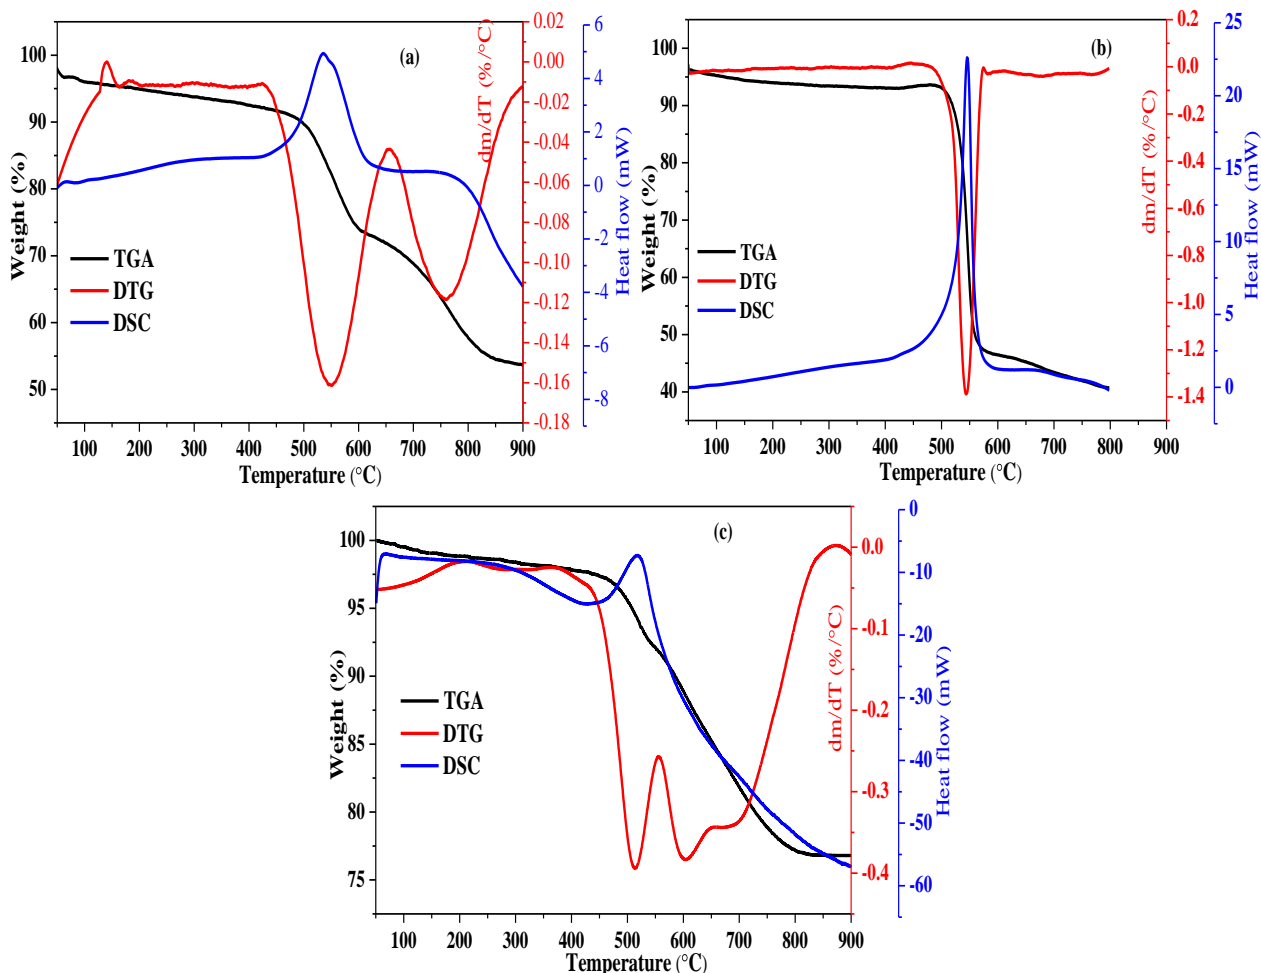 (a)
100
90
80
70
60
50
Weight (%)
TGA
DTG
DSC
100 200 300 400 500 600 700 800 900
Temperature (°C)
0.02
0.00
-0.02
-0.04
-0.06
-0.08
-0.10
-0.12
-0.14
-0.16
-0.18
dm/dT (%/°C)
6
4
2
0
-2
-4
-6
-8
Heat flow (mW)
(b)
100
90
80
70
60
50
40
Weight (%)
TGA
DTG
DSC
100 200 300 400 500 600 700 800 900
Temperature (°C)
0.2
0.0
-0.2
-0.4
-0.6
-0.8
-1.0
-1.2
-1.4
dm/dT (%/°C)
25
20
15
10
5
0
Heat flow (mW)
(c)
100
95
90
85
80
75
Weight (%)
TGA
DTG
DSC
100 200 300 400 500 600 700 800 900
Temperature (°C)
0.0
-0.1
-0.2
-0.3
-0.4
dm/dT (%/°C)
0
-10
-20
-30
-40
-50
-60
Heat flow (mW)